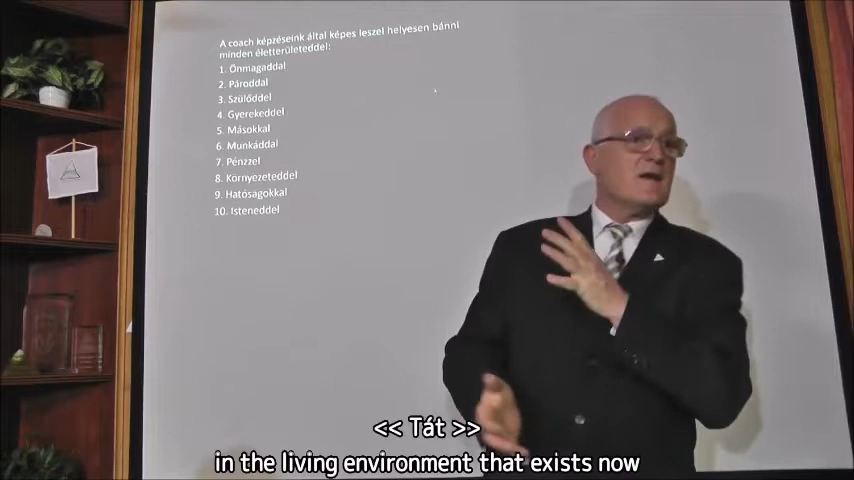 A coach képzéseink által képes leszel helyesen bánni
minden életterületeddel:
1. Önmagaddal
2. Pároddal
3. Szülőddel
4. Gyerekeddel
5. Másokkal
6. Munkáddal
7. Pénzzel
8. Környezeteddel
9. Hatóságokkal
10. Isteneddel
<< Tát >>
in the living environment that exists now